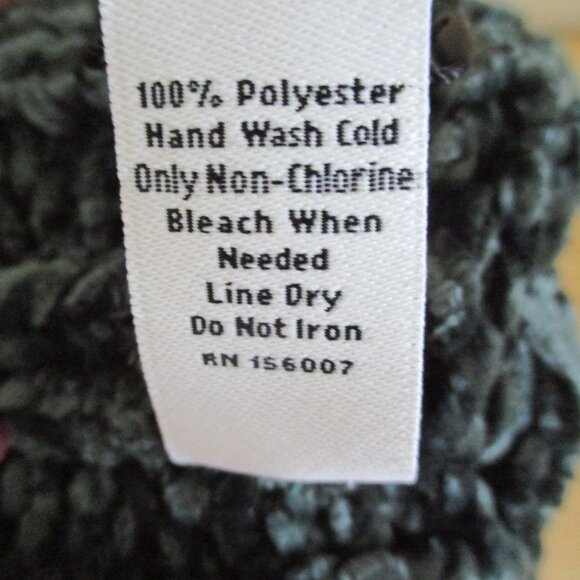 100% Polyester
Hand Wash Cold
Only Non-Chlorine
Bleach When
Needed
Line Dry
Do Not Iron
RN 156007